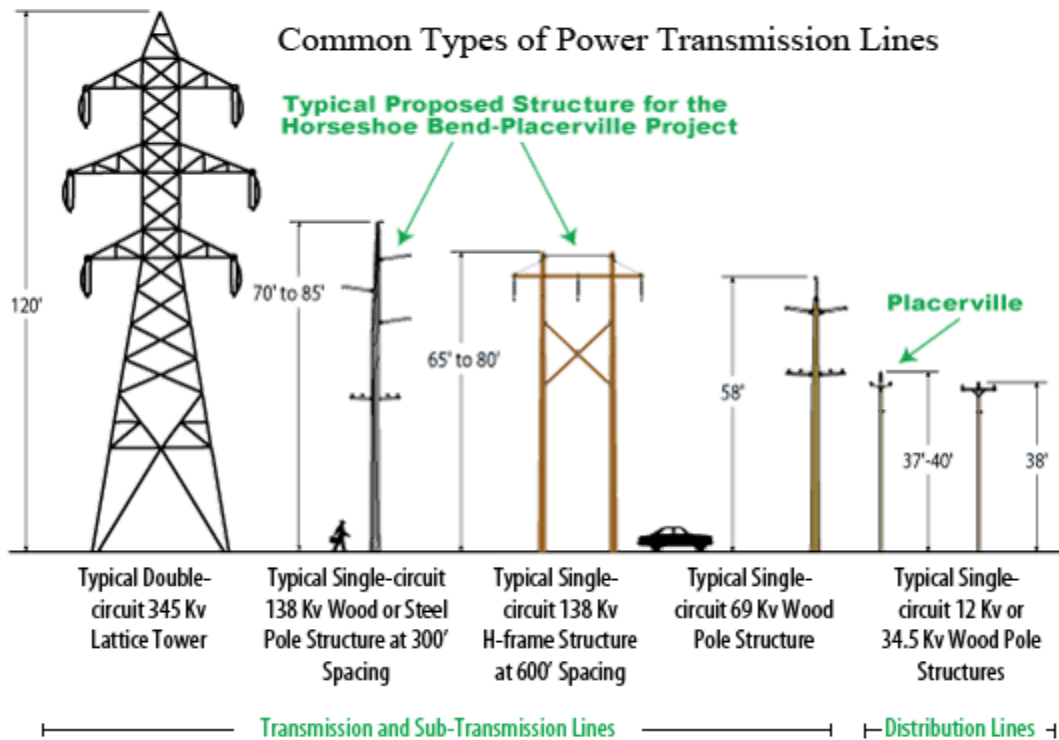 Common Types of Power Transmission Lines
Typical Proposed Structure for the
Horseshoe Bend-Placerville Project
120'
70' to 85'
65' to 80'
58'
Placerville
37'-40'
38'
Typical Double-
circuit 345 Kv
Lattice Tower
Typical Single-circuit
138 Kv Wood or Steel
Pole Structure at 300'
Spacing
Typical Single-
circuit 138 Kv
H-frame Structure
at 600' Spacing
Typical Single-
circuit 69 Kv Wood
Pole Structure
Typical Single-
circuit 12 Kv or
34.5 Kv Wood Pole
Structures
Transmission and Sub-Transmission Lines
Distribution Lines